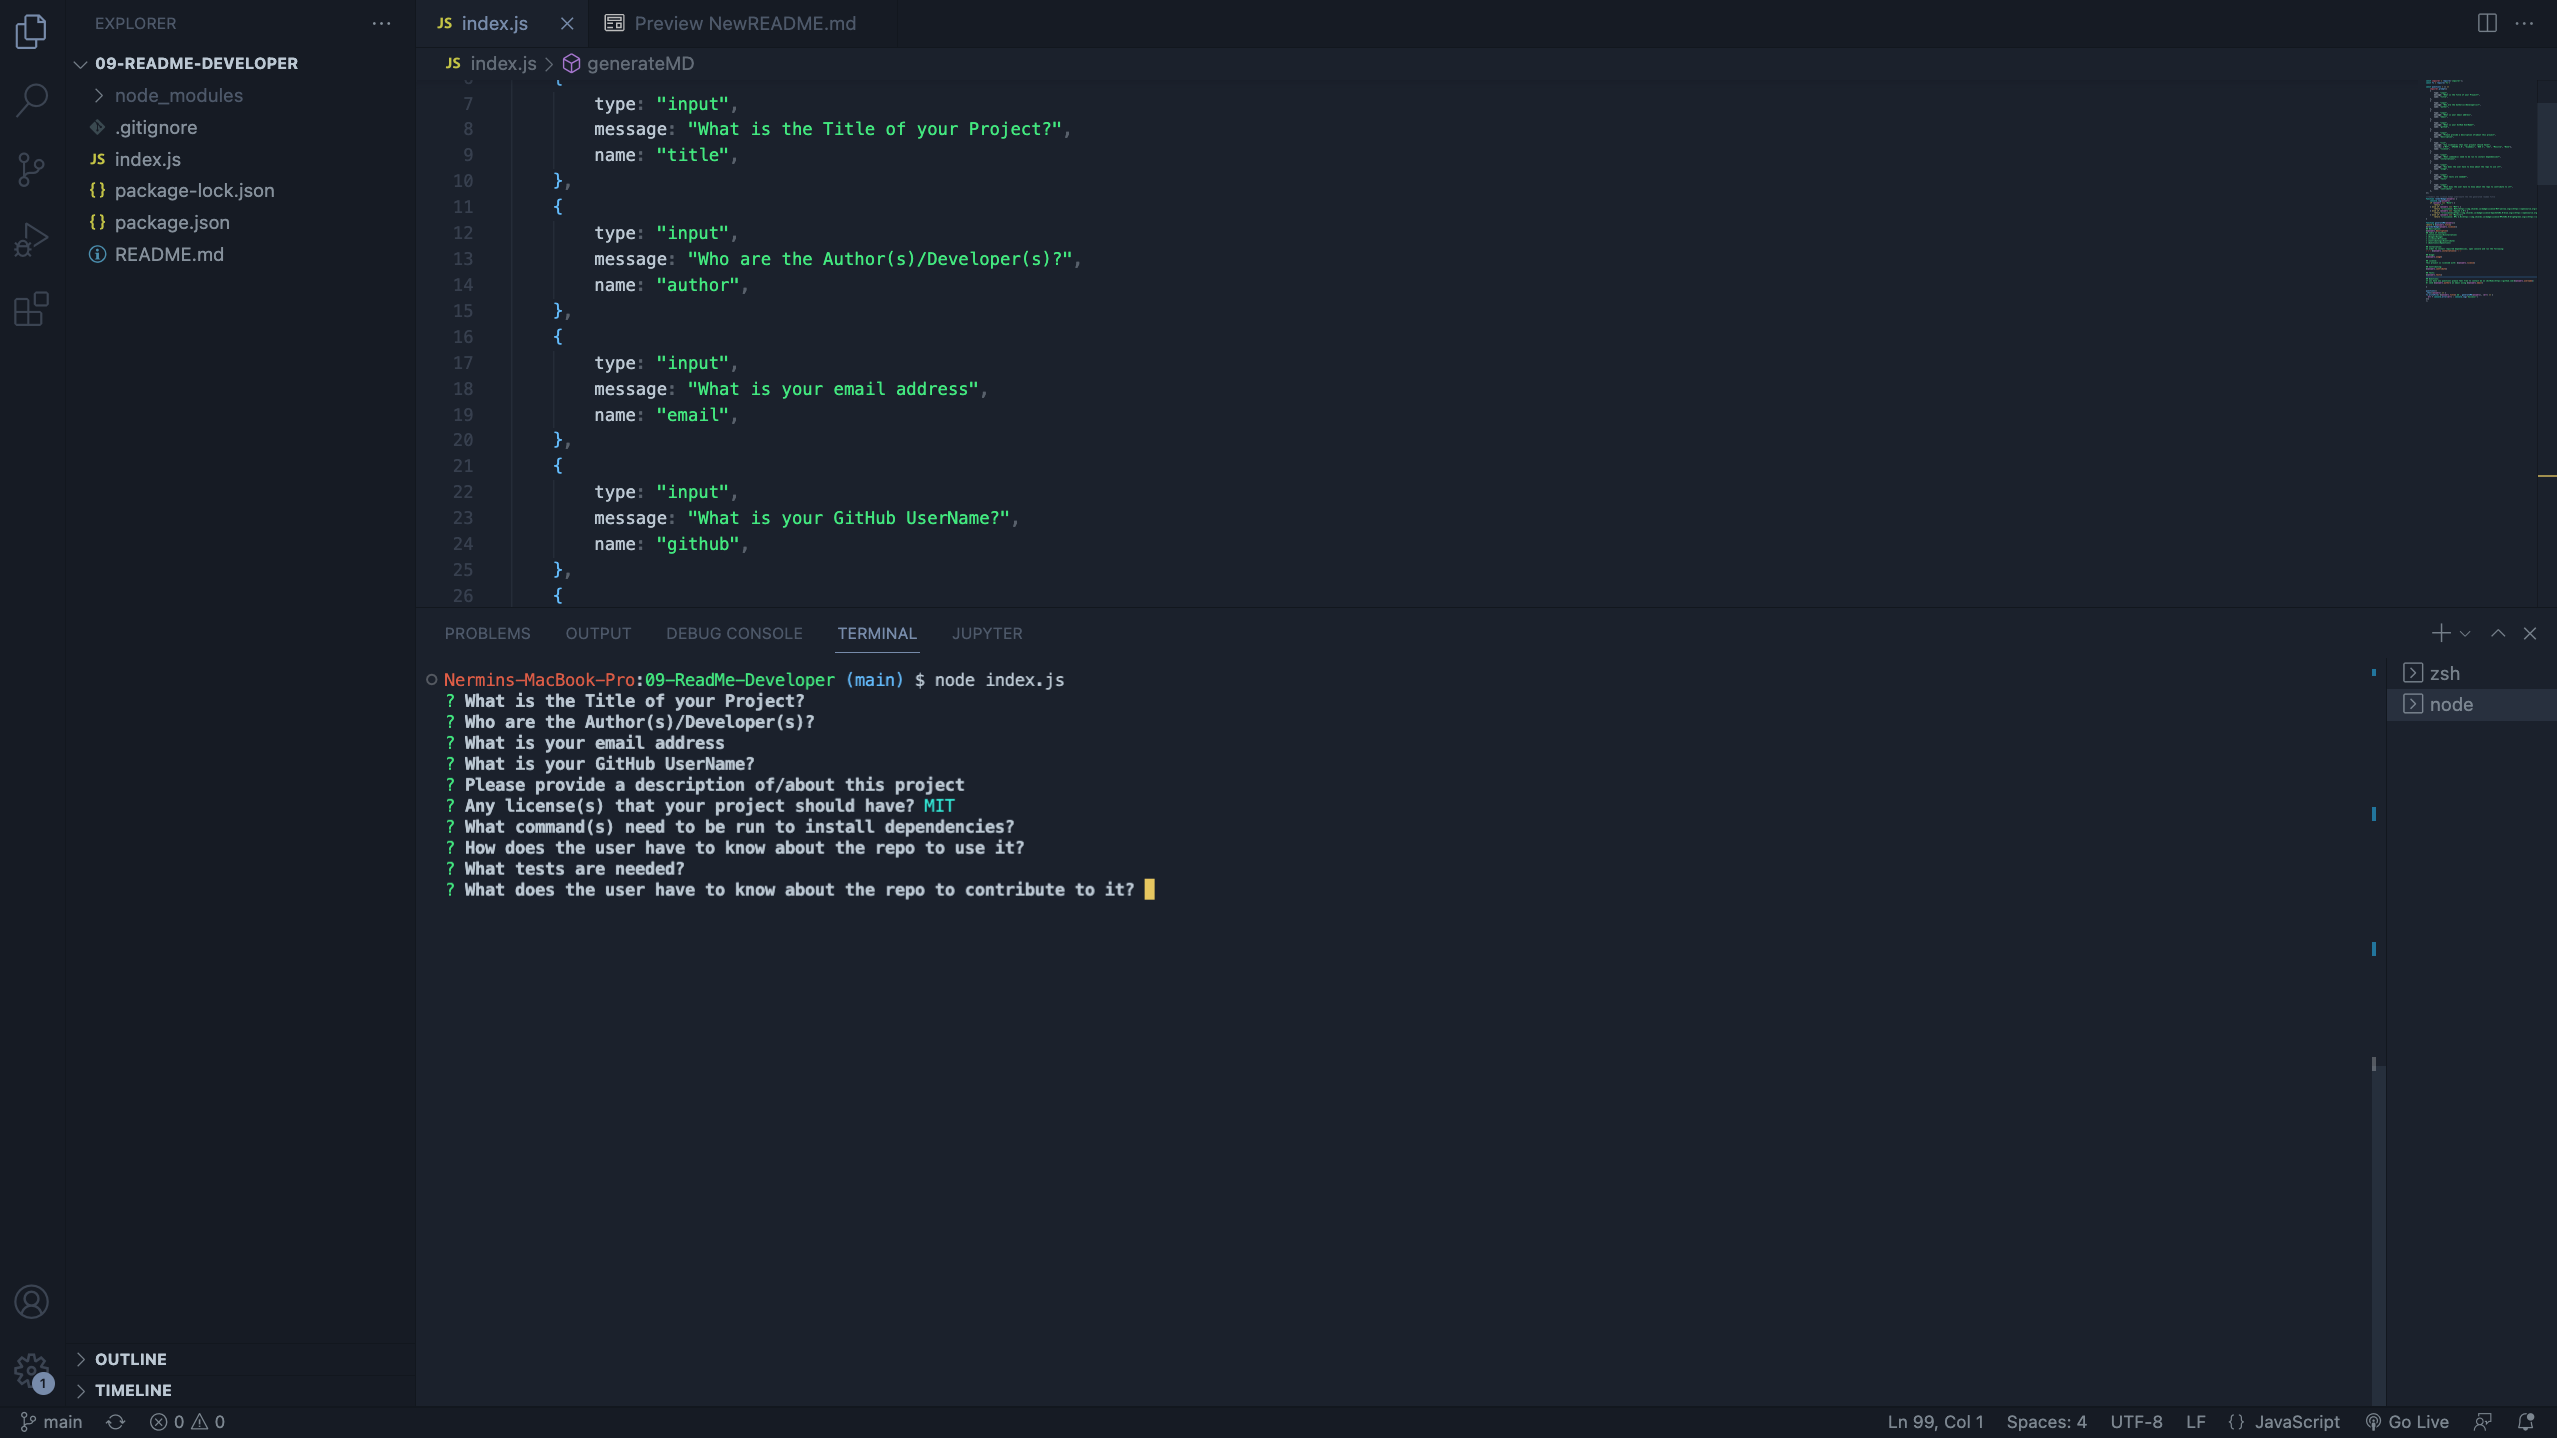 EXPLORER
09-README-DEVELOPER
node_modules
.gitignore
JS index.js
{} package-lock.json
{} package.json
README.md
OUTLINE
TIMELINE
JS index.js
Preview NewREADME.md
JS index.js > generateMD
{
7 type: "input",
8 message: "What is the Title of your Project?",
9 name: "title",
10 },
11 {
12 type: "input",
13 message: "Who are the Author(s)/Developer(s)?",
14 name: "author",
15 },
16 {
17 type: "input",
18 message: "What is your email address",
19 name: "email",
20 },
21 {
22 type: "input",
23 message: "What is your GitHub UserName?",
24 name: "github",
25 },
26 {
PROBLEMS OUTPUT DEBUG CONSOLE TERMINAL JUPYTER
Nermins-MacBook-Pro:09-ReadMe-Developer (main) $ node index.js
? What is the Title of your Project?
? Who are the Author(s)/Developer(s)?
? What is your email address
? What is your GitHub UserName?
? Please provide a description of/about this project
? Any license(s) that your project should have? MIT
? What command(s) need to be run to install dependencies?
? How does the user have to know about the repo to use it?
? What tests are needed?
? What does the user have to know about the repo to contribute to it?
zsh
node
1
main 0 0 Ln 99, Col 1 Spaces: 4 UTF-8 LF {} JavaScript Go Live